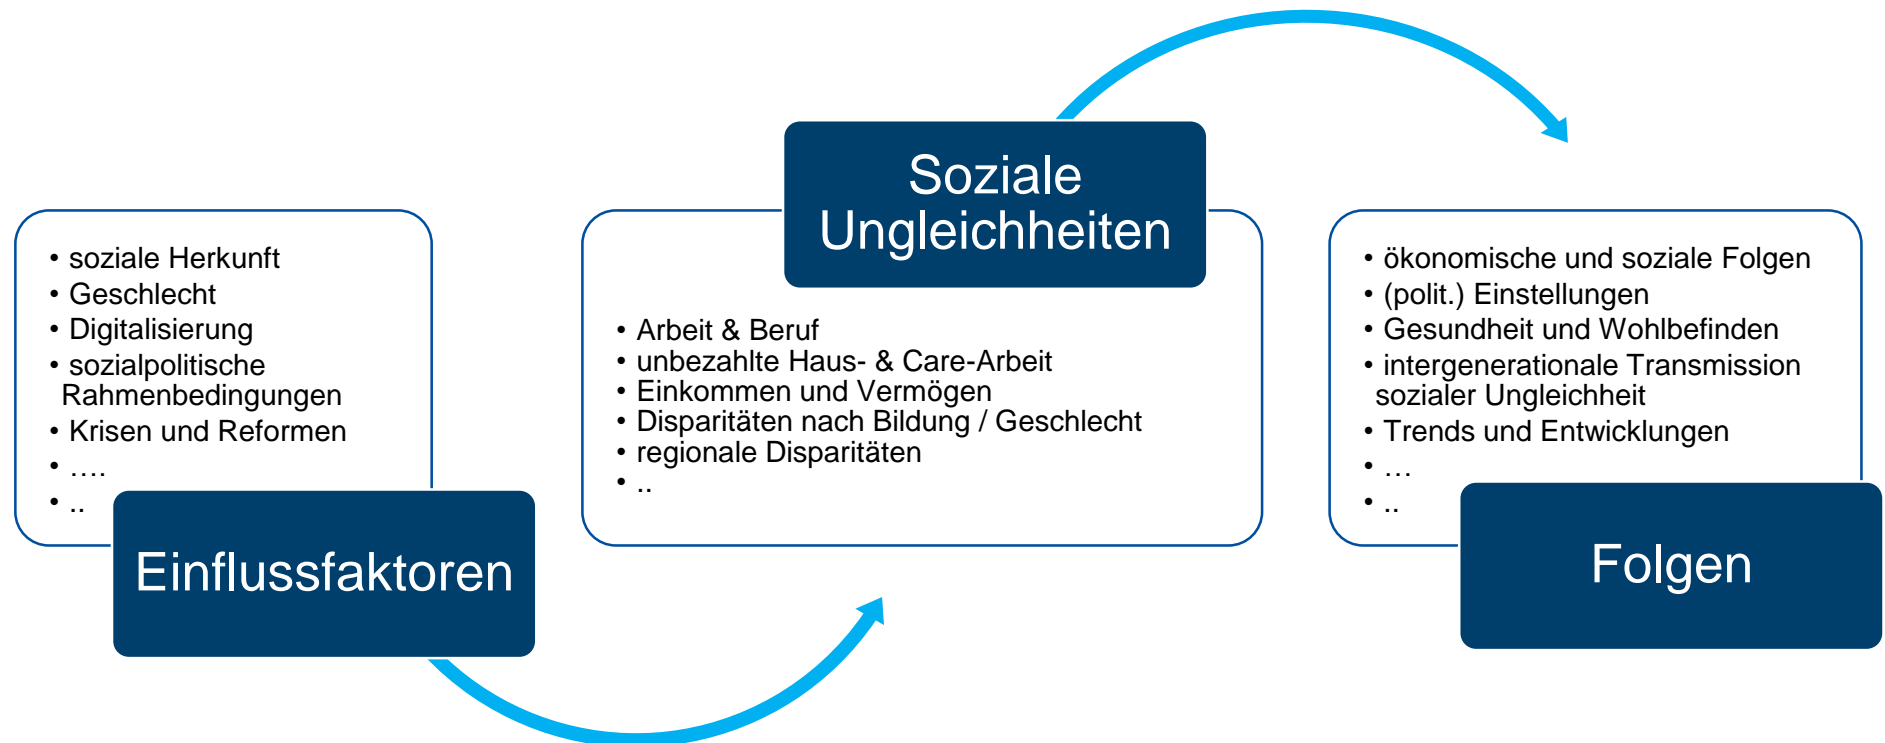 • soziale Herkunft
• Geschlecht
• Digitalisierung
• sozialpolitische
Rahmenbedingungen
• Krisen und Reformen
• ....
• ..
Einflussfaktoren
Soziale
Ungleichheiten
• Arbeit & Beruf
• unbezahlte Haus- & Care-Arbeit
• Einkommen und Vermögen
• Disparitäten nach Bildung / Geschlecht
• regionale Disparitäten
• ..
• ökonomische und soziale Folgen
• (polit.) Einstellungen
• Gesundheit und Wohlbefinden
• intergenerationale Transmission
sozialer Ungleichheit
• Trends und Entwicklungen
• ...
• ..
Folgen